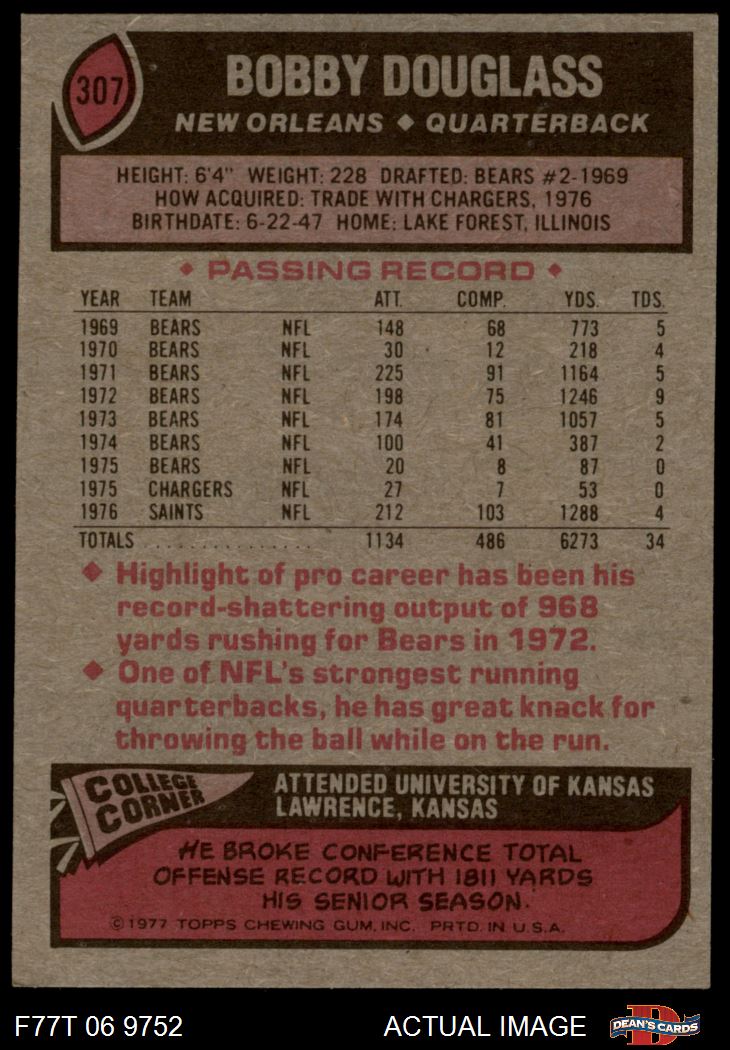 307
BOBBY DOUGLASS
NEW ORLEANS ◆ QUARTERBACK
HEIGHT: 6'4" WEIGHT: 228 DRAFTED: BEARS #2-1969
HOW ACQUIRED: TRADE WITH CHARGERS, 1976
BIRTHDATE: 6-22-47 HOME: LAKE FOREST, ILLINOIS
◆ PASSING RECORD ◆
YEAR TEAM ATT. COMP. YDS. TDS.
1969 BEARS NFL 148 68 773 5
1970 BEARS NFL 30 12 218 4
1971 BEARS NFL 225 91 1164 5
1972 BEARS NFL 198 75 1246 9
1973 BEARS NFL 174 81 1057 5
1974 BEARS NFL 100 41 387 2
1975 BEARS NFL 20 8 87 0
1975 CHARGERS NFL 27 7 53 0
1976 SAINTS NFL 212 103 1288 4
TOTALS . . . . . . . . . . . . . . . 1134 486 6273 34
◆ Highlight of pro career has been his
record-shattering output of 968
yards rushing for Bears in 1972.
◆ One of NFL's strongest running
quarterbacks, he has great knack for
throwing the ball while on the run.
COLLEGE
CORNER
ATTENDED UNIVERSITY OF KANSAS
LAWRENCE, KANSAS
HE BROKE CONFERENCE TOTAL
OFFENSE RECORD WITH 1811 YARDS
HIS SENIOR SEASON.
©1977 TOPPS CHEWING GUM, INC. PRTD. IN U.S.A.
F77T 06 9752 ACTUAL IMAGE D DEAN'S CARDS